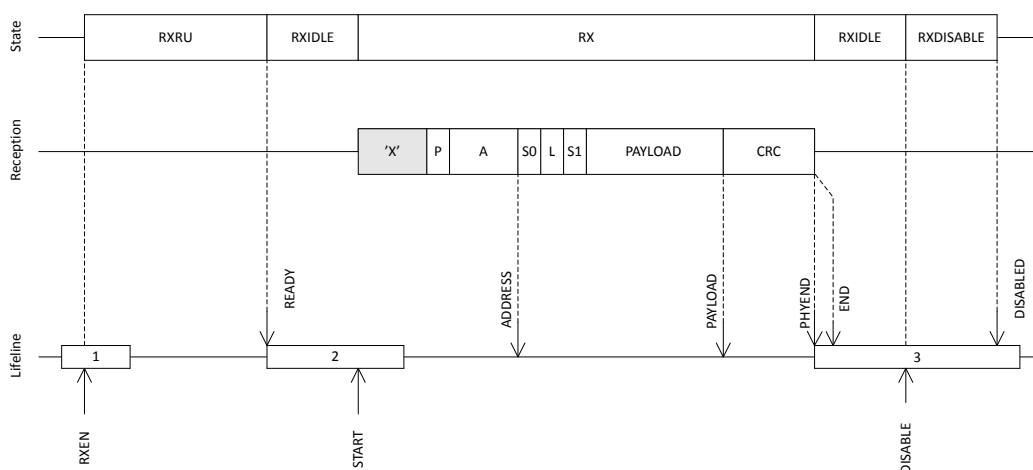 State
RXRU
RXIDLE
RX
RXIDLE
RXDISABLE
Reception
’X’
P
A
S0
L
S1
PAYLOAD
CRC
READY
ADDRESS
PAYLOAD
PHYEND
END
DISABLED
Lifeline
1
2
3
RXEN
START
DISABLE